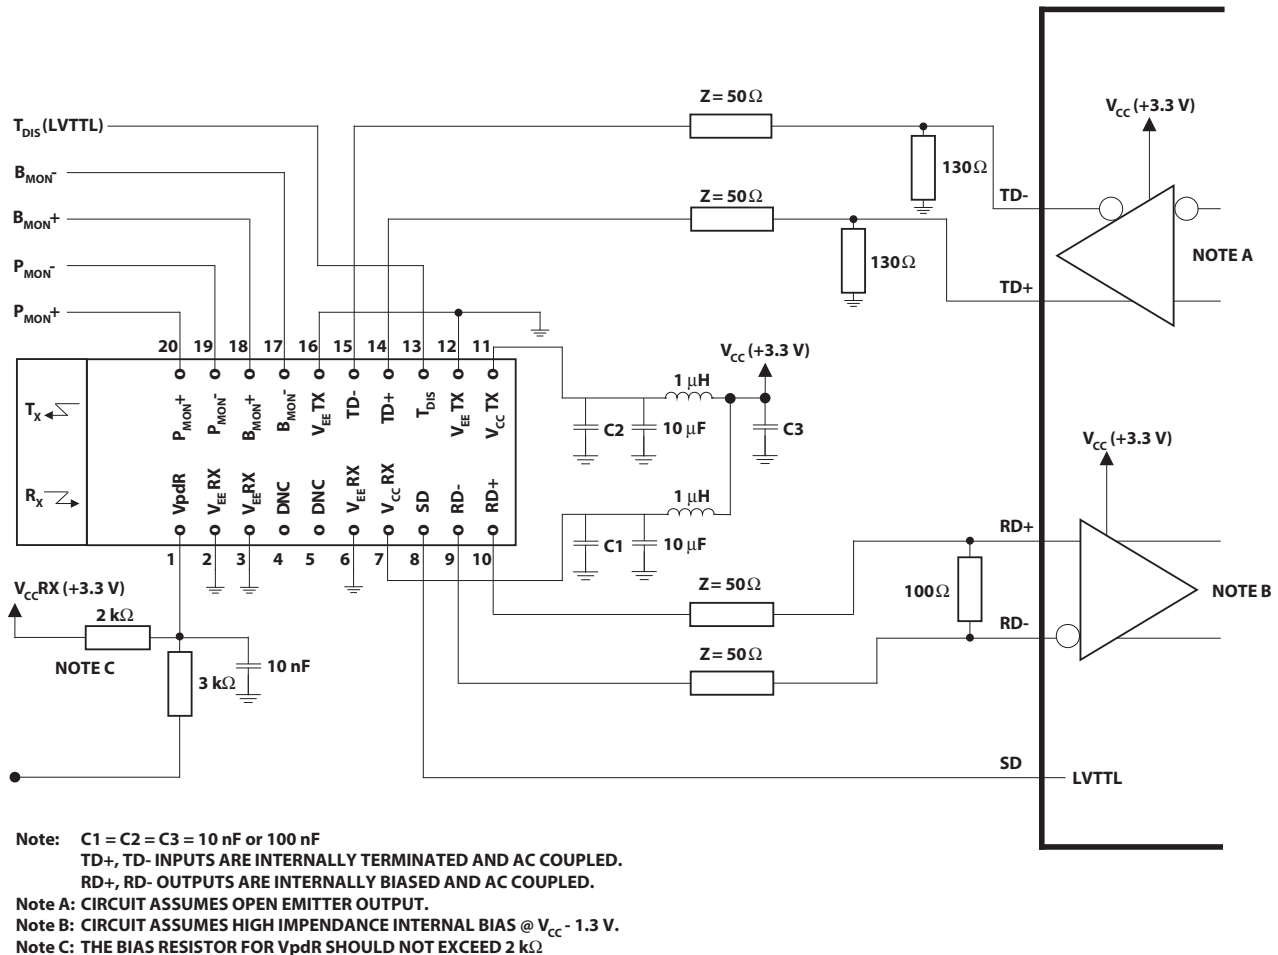 Z = 50Ω
V_CC (+3.3 V)
T_DIS (LVTTL)
130Ω
B_MON-
TD-
Z = 50Ω
B_MON+
NOTE A
130Ω
P_MON-
TD+
P_MON+
20 19 18 17 16 15 14 13 12 11
V_CC (+3.3 V)
1 μH
T_X
P_MON+
P_MON-
B_MON+
B_MON-
V_EE TX
TD-
TD+
T_DIS
V_EE TX
V_CC TX
C2
10 μF
C3
V_CC (+3.3 V)
R_X
VpdR
V_EE RX
V_EE RX
DNC
DNC
V_EE RX
V_CC RX
SD
RD-
RD+
1 μH
RD+
C1
10 μF
1 2 3 4 5 6 7 8 9 10
Z = 50Ω
100Ω
NOTE B
V_CC RX (+3.3 V)
2 kΩ
RD-
NOTE C
10 nF
Z = 50Ω
3 kΩ
SD
LVTTL
Note: C1 = C2 = C3 = 10 nF or 100 nF
TD+, TD- INPUTS ARE INTERNALLY TERMINATED AND AC COUPLED.
RD+, RD- OUTPUTS ARE INTERNALLY BIASED AND AC COUPLED.
Note A: CIRCUIT ASSUMES OPEN EMITTER OUTPUT.
Note B: CIRCUIT ASSUMES HIGH IMPENDANCE INTERNAL BIAS @ V_CC - 1.3 V.
Note C: THE BIAS RESISTOR FOR VpdR SHOULD NOT EXCEED 2 kΩ